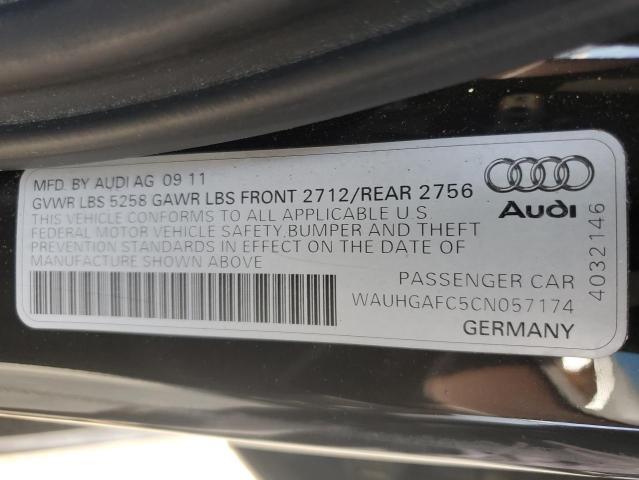 MFD. BY AUDI AG 09 11
GVWR LBS 5258 GAWR LBS FRONT 2712/REAR 2756
THIS VEHICLE CONFORMS TO ALL APPLICABLE U S
FEDERAL MOTOR VEHICLE SAFETY, BUMPER AND THEFT
PREVENTION STANDARDS IN EFFECT ON THE DATE OF
MANUFACTURE SHOWN ABOVE
Audi
PASSENGER CAR
WAUHGAFC5CN057174
GERMANY
4032146